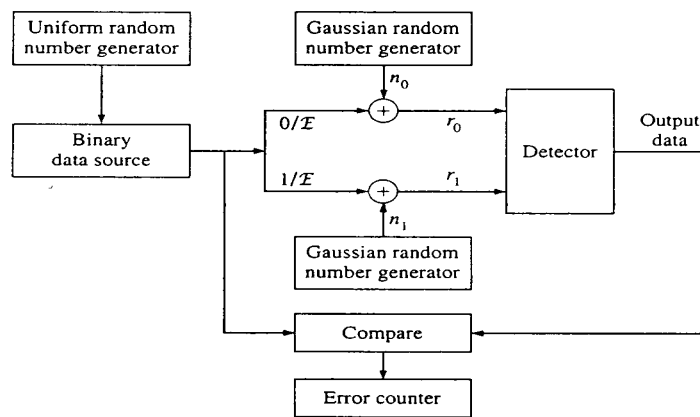 Uniform random
number generator
Gaussian random
number generator
n₀
0/ℰ
r₀
Binary
data source
Detector
Output
data
1/ℰ
r₁
n₁
Gaussian random
number generator
Compare
Error counter